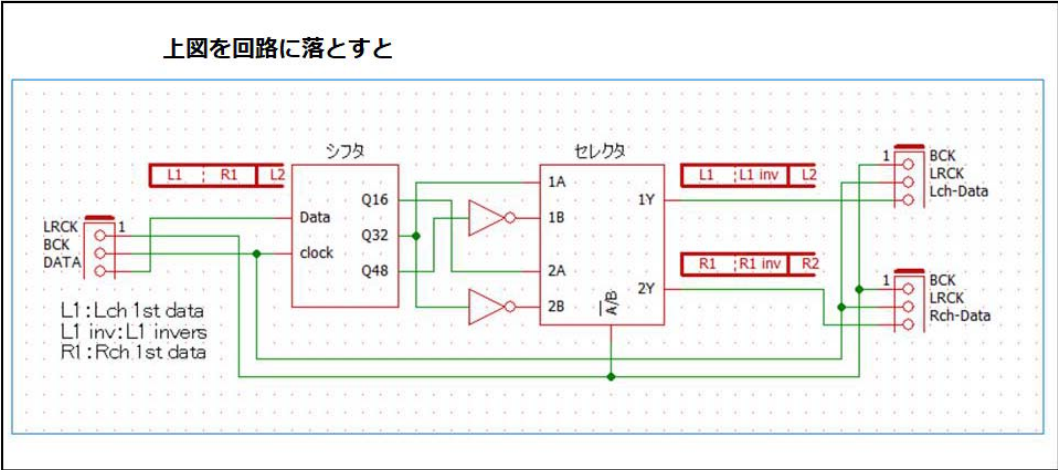 上図を回路に落とすと
シフタ
セレクタ
L1 R1 L2
Data
clock
Q16
Q32
Q48
1A
1B
2A
2B
A/B
1Y
2Y
L1 L1 inv L2
R1 R1 inv R2
LRCK 1
BCK
DATA
1 BCK
LRCK
Lch-Data
1 BCK
LRCK
Rch-Data
L1:Lch 1st data
L1 inv:L1 invers
R1:Rch 1st data